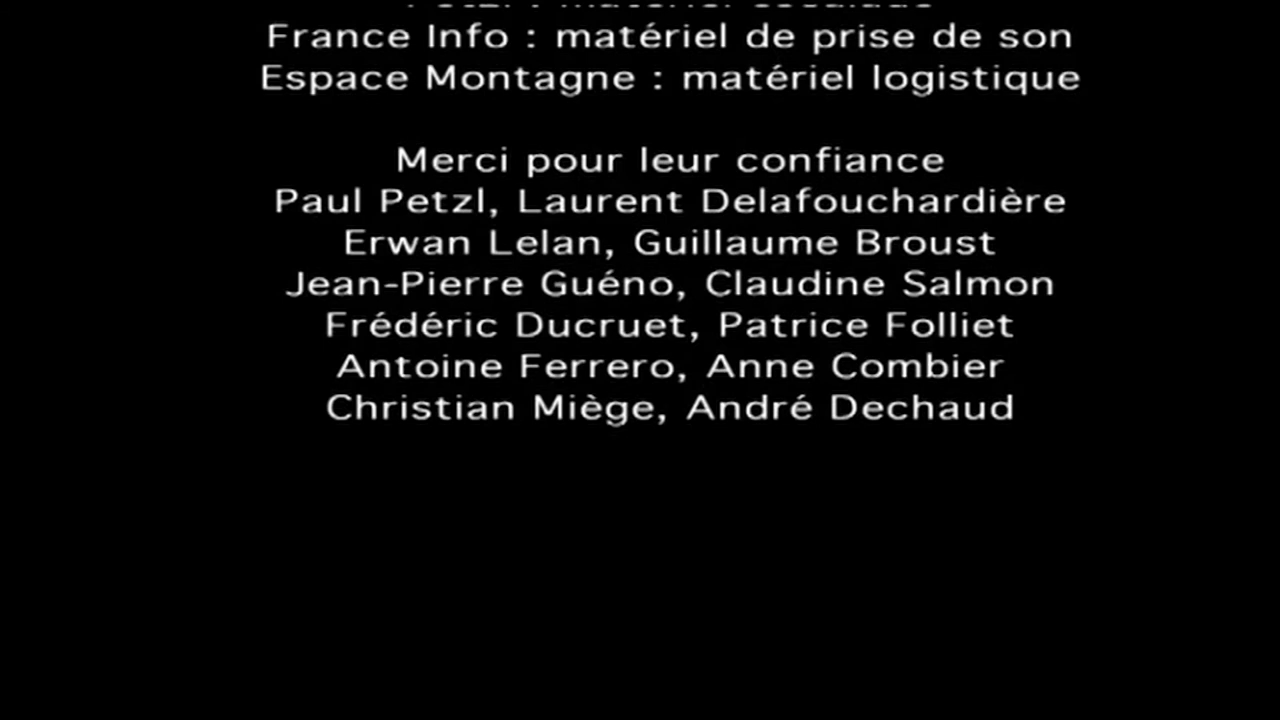 France Info : matériel de prise de son
Espace Montagne : matériel logistique
Merci pour leur confiance
Paul Petzl, Laurent Delafouchardière
Erwan Lelan, Guillaume Broust
Jean-Pierre Guéno, Claudine Salmon
Frédéric Ducruet, Patrice Folliet
Antoine Ferrero, Anne Combier
Christian Miège, André Dechaud